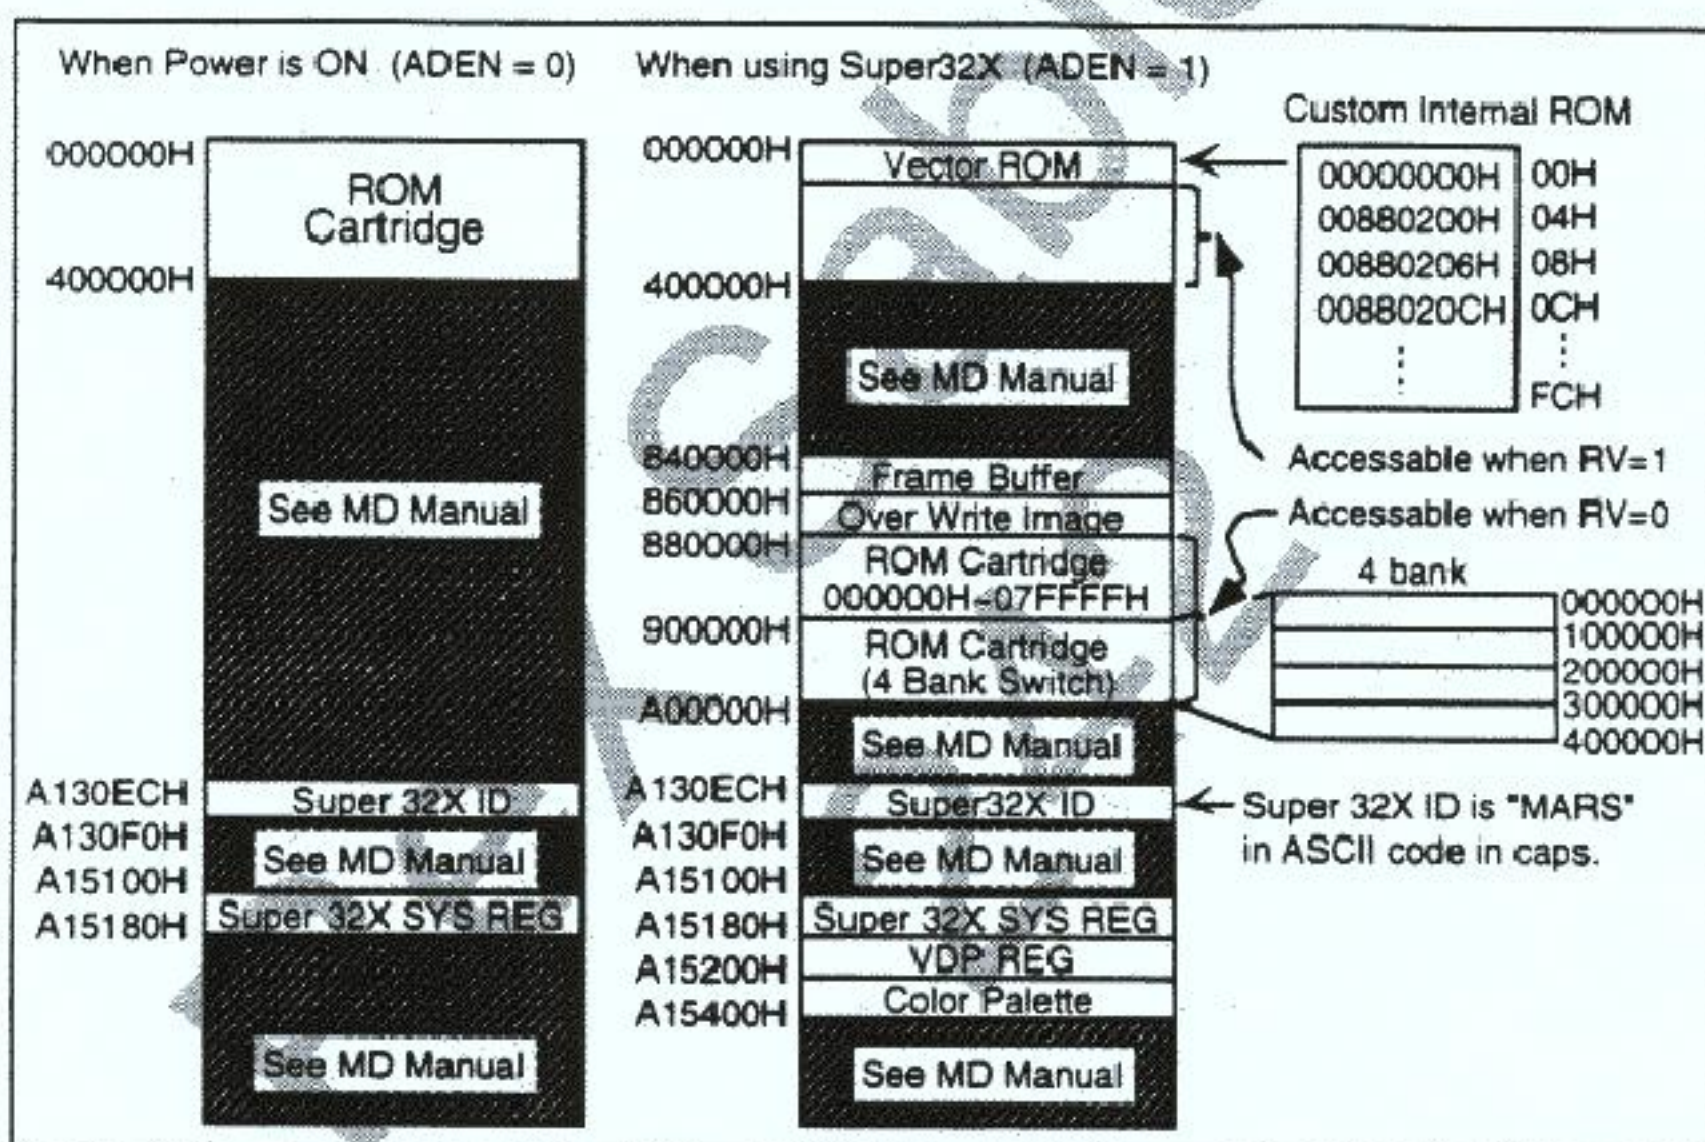 When Power is ON (ADEN = 0)
000000H
ROM
Cartridge
400000H
See MD Manual
A130ECH
Super 32X ID
A130F0H
See MD Manual
A15100H
Super 32X SYS REG
A15180H
See MD Manual
When using Super32X (ADEN = 1)
000000H
Vector ROM
400000H
See MD Manual
840000H
Frame Buffer
860000H
Over Write Image
880000H
ROM Cartridge
000000H~07FFFFH
900000H
ROM Cartridge
(4 Bank Switch)
A00000H
See MD Manual
A130ECH
Super32X ID
A130F0H
See MD Manual
A15100H
Super 32X SYS REG
A15180H
VDP REG
A15200H
Color Palette
A15400H
See MD Manual
Custom Internal ROM
00000000H 00H
00880200H 04H
00880206H 08H
0088020CH 0CH
FCH
Accessable when RV=1
Accessable when RV=0
4 bank
000000H
100000H
200000H
300000H
400000H
Super 32X ID is "MARS"
in ASCII code in caps.